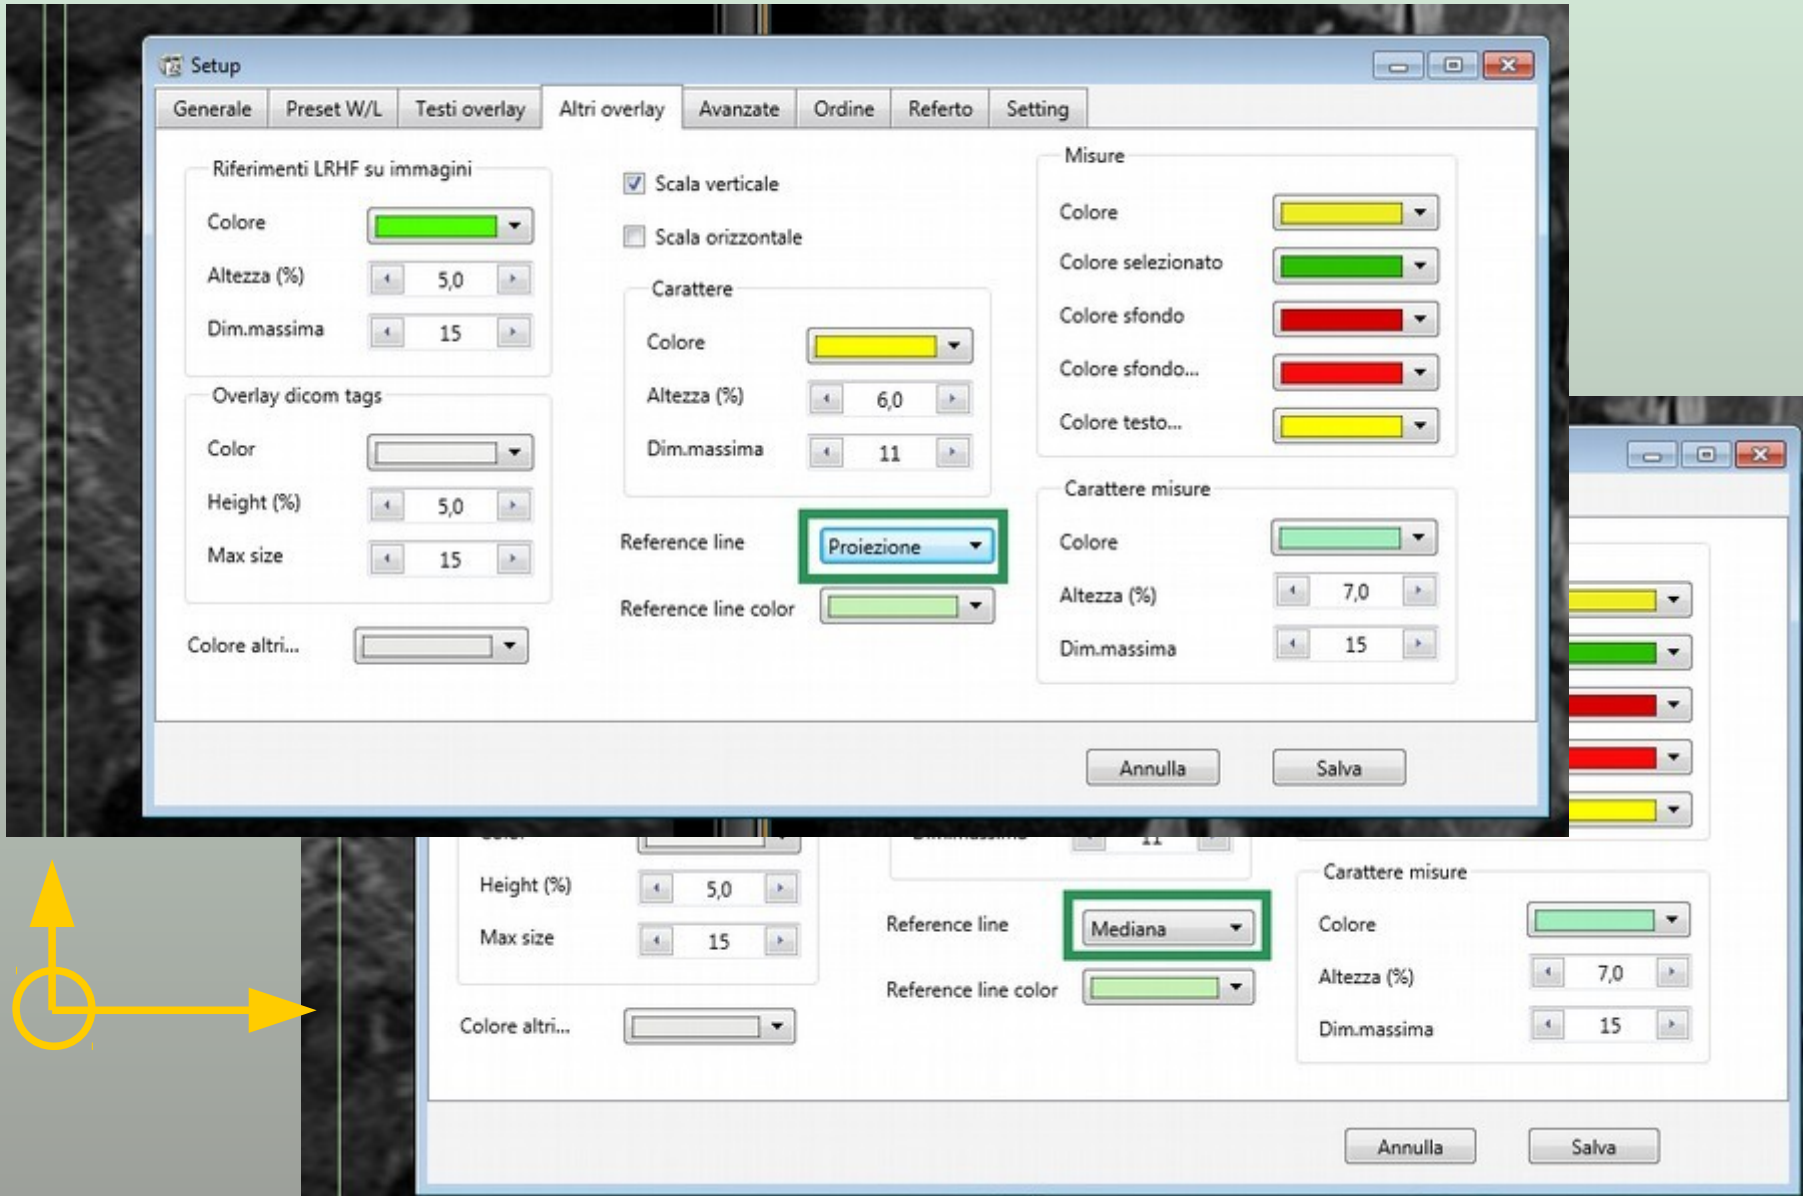 Setup
Generale Preset W/L Testi overlay Altri overlay Avanzate Ordine Referto Setting
Riferimenti LRHF su immagini
Colore
Altezza (%) 5,0
Dim.massima 15
Overlay dicom tags
Color
Height (%) 5,0
Max size 15
Colore altri...
Scala verticale
Scala orizzontale
Carattere
Colore
Altezza (%) 6,0
Dim.massima 11
Reference line Proiezione
Reference line color
Misure
Colore
Colore selezionato
Colore sfondo
Colore sfondo...
Colore testo...
Carattere misure
Colore
Altezza (%) 7,0
Dim.massima 15
Annulla Salva
Height (%) 5,0
Max size 15
Colore altri...
Dim.massima 11
Reference line Mediana
Reference line color
Carattere misure
Colore
Altezza (%) 7,0
Dim.massima 15
Annulla Salva